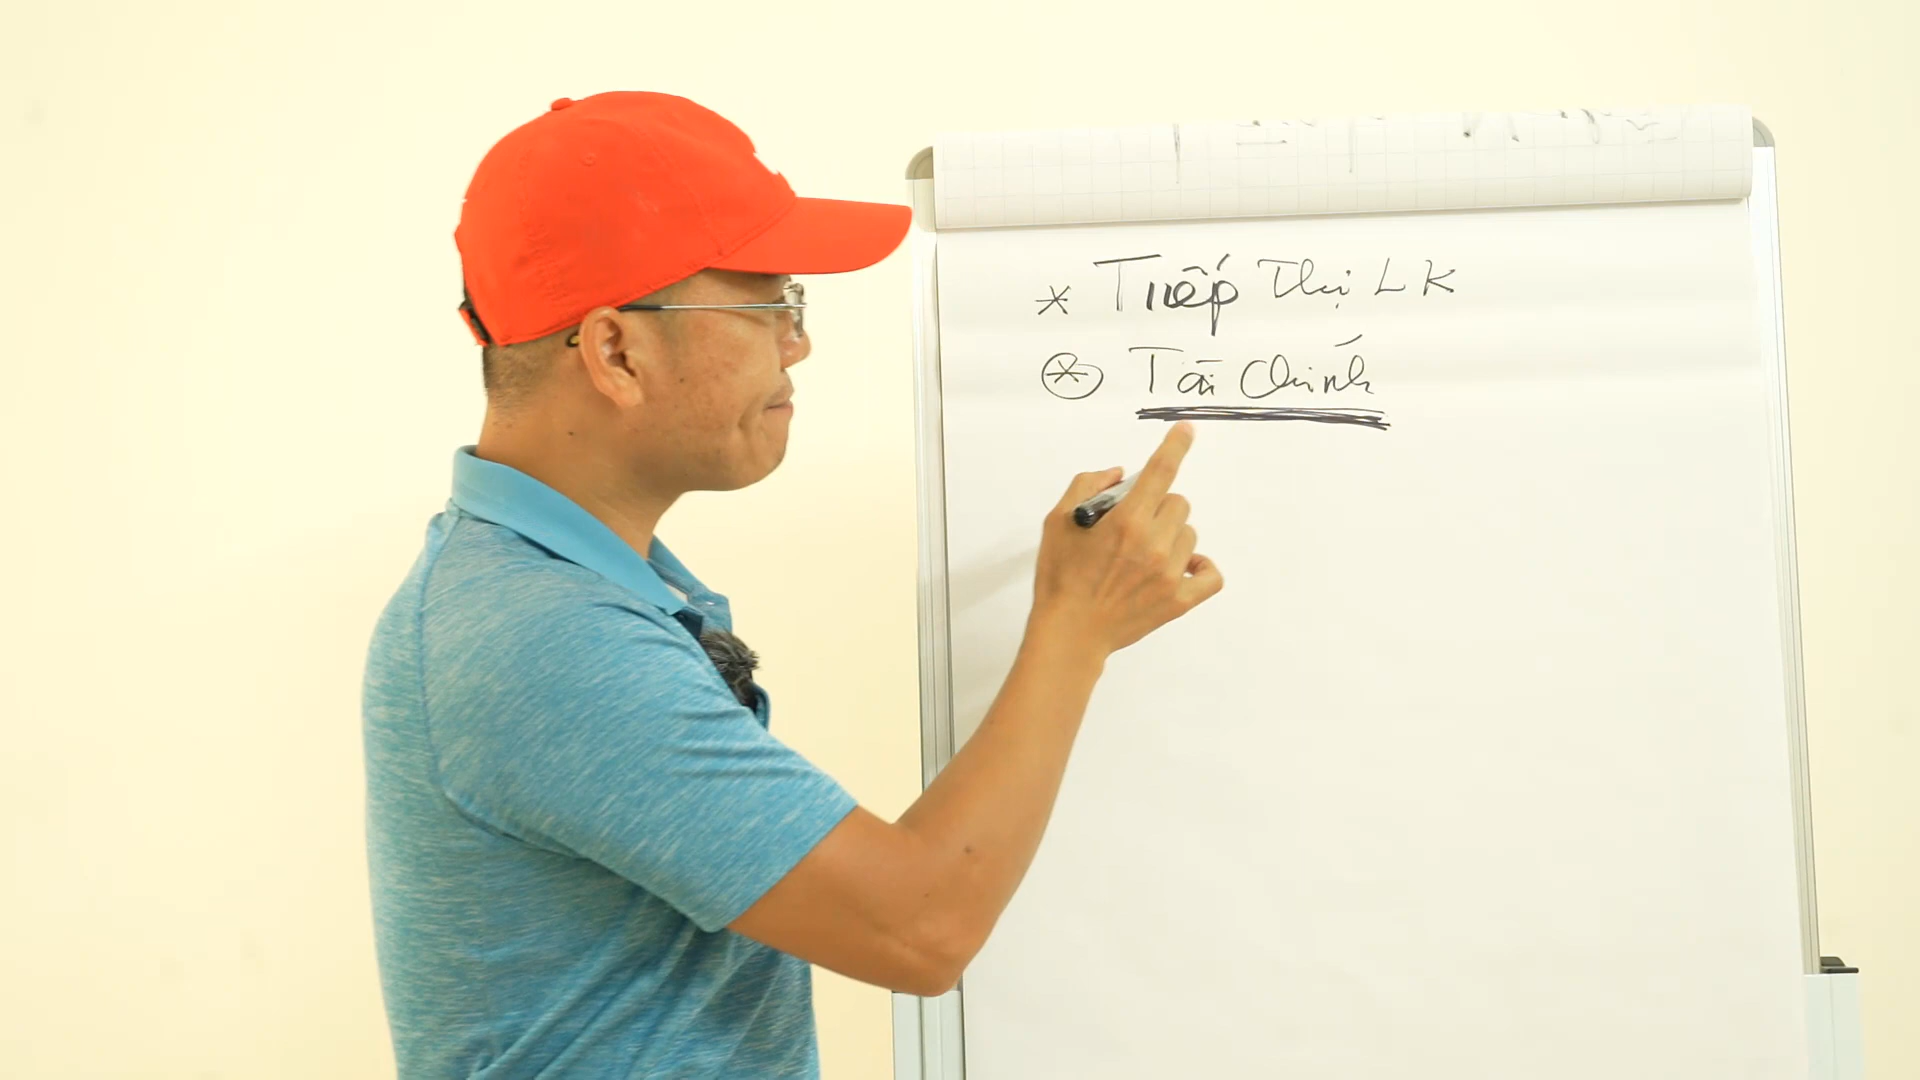 * Tiếp Thị LK
* Tài Chính